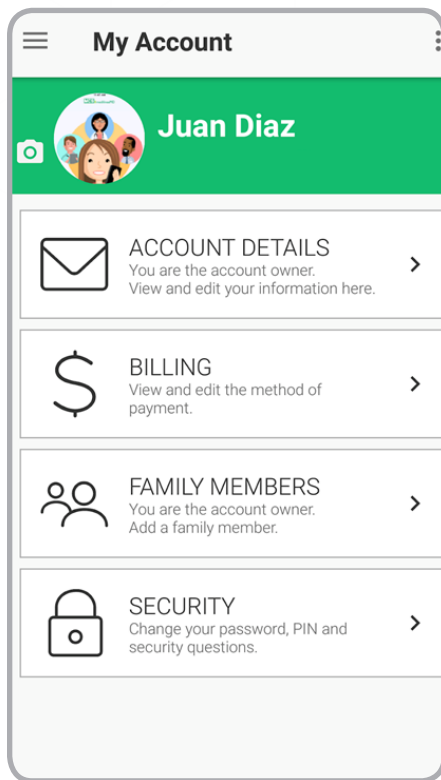 My Account
Juan Diaz
ACCOUNT DETAILS
You are the account owner.
View and edit your information here.
BILLING
View and edit the method of
payment.
FAMILY MEMBERS
You are the account owner.
Add a family member.
SECURITY
Change your password, PIN and
security questions.